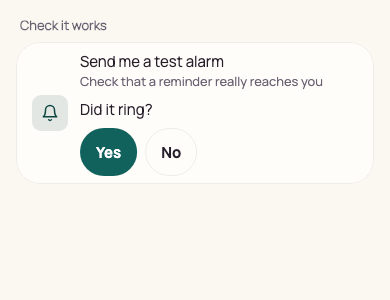 Check it works
Send me a test alarm
Check that a reminder really reaches you
Did it ring?
Yes No